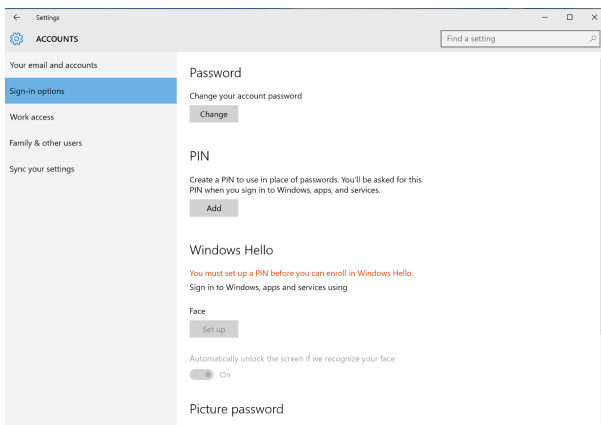 Settings
ACCOUNTS
Find a setting
Your email and accounts
Sign-in options
Work access
Family & other users
Sync your settings
Password
Change your account password
Change
PIN
Create a PIN to use in place of passwords. You'll be asked for this
PIN when you sign in to Windows, apps, and services.
Add
Windows Hello
You must set up a PIN before you can enroll in Windows Hello.
Sign in to Windows, apps and services using
Face
Set up
Automatically unlock the screen if we recognize your face
On
Picture password